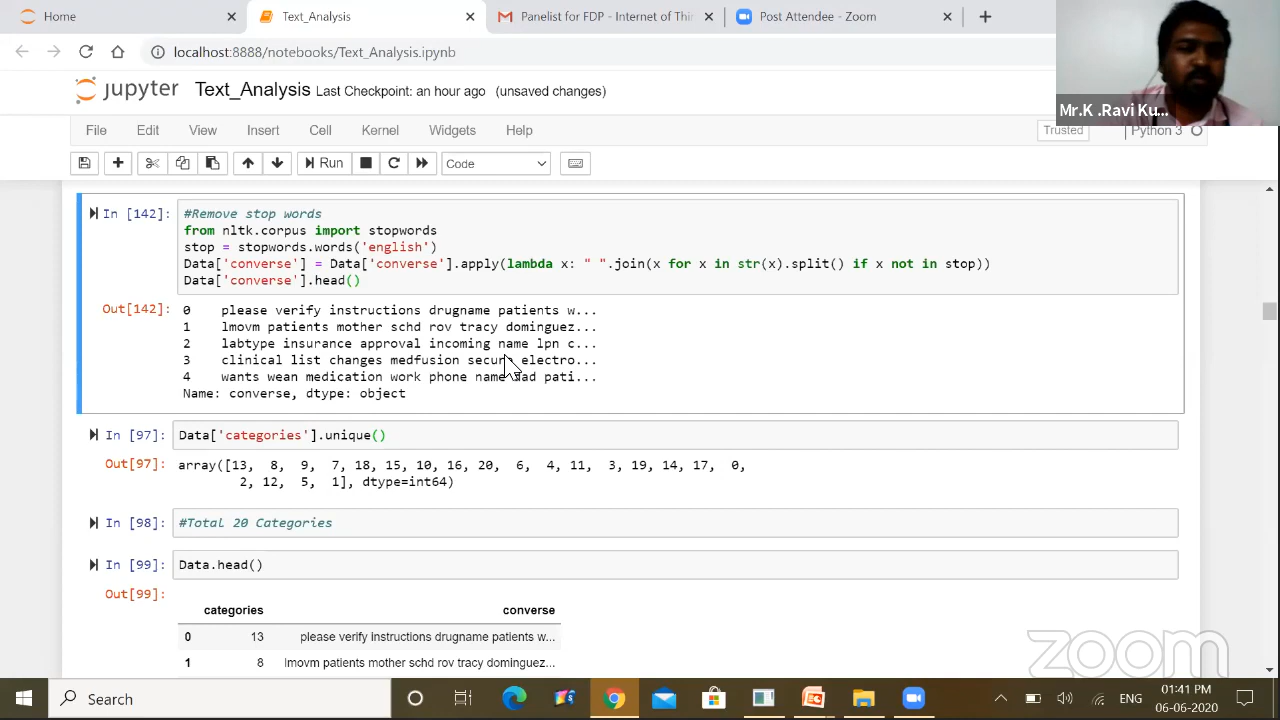 Home
Text_Analysis
Panelist for FDP - Internet of Thin
Post Attendee - Zoom
localhost:8888/notebooks/Text_Analysis.ipynb
jupyter Text_Analysis Last Checkpoint: an hour ago (unsaved changes)
Mr.K .Ravi Ku...
File Edit View Insert Cell Kernel Widgets Help
Trusted Python 3
Run Code
In [142]: #Remove stop words
from nltk.corpus import stopwords
stop = stopwords.words('english')
Data['converse'] = Data['converse'].apply(lambda x: " ".join(x for x in str(x).split() if x not in stop))
Data['converse'].head()
Out[142]: 0 please verify instructions drugname patients w...
1 lmovm patients mother schd rov tracy dominguez...
2 labtype insurance approval incoming name lpn c...
3 clinical list changes medfusion secure electro...
4 wants wean medication work phone name dad pati...
Name: converse, dtype: object
In [97]: Data['categories'].unique()
Out[97]: array([13, 8, 9, 7, 18, 15, 10, 16, 20, 6, 4, 11, 3, 19, 14, 17, 0,
2, 12, 5, 1], dtype=int64)
In [98]: #Total 20 Categories
In [99]: Data.head()
Out[99]:
categories converse
0 13 please verify instructions drugname patients w...
1 8 lmovm patients mother schd rov tracy dominguez...
zoom
Search
ENG
01:41 PM
06-06-2020